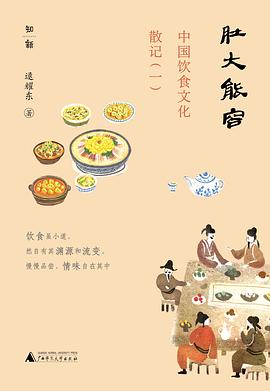 肚大能容
中国饮食文化
散记（一）
知新
逯耀东
著
饮食虽小道，
然自有其渊源和流变，
慢慢品尝，情味自在其中
广西师范大学出版社